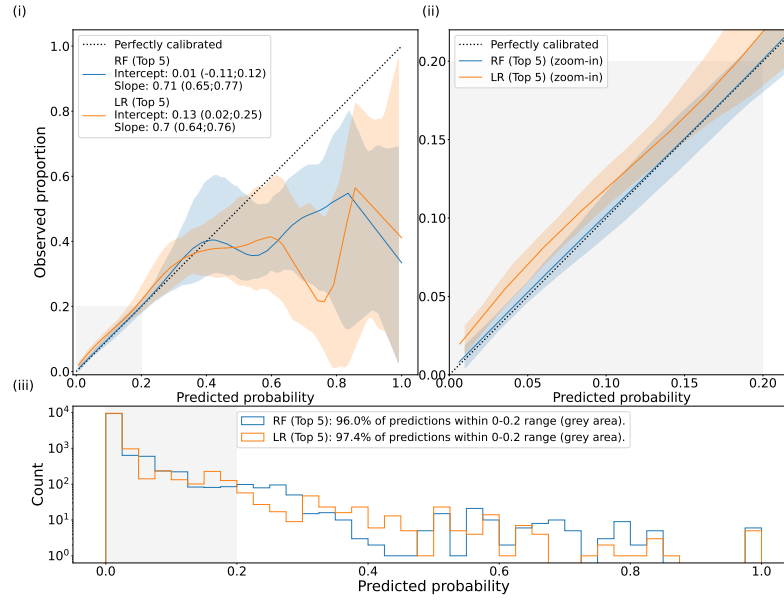 (i)
(ii)
1.0
0.8
0.6
0.4
0.2
0.0
Observed proportion
Perfectly calibrated
RF (Top 5)
Intercept: 0.01 (-0.11;0.12)
Slope: 0.71 (0.65;0.77)
LR (Top 5)
Intercept: 0.13 (0.02;0.25)
Slope: 0.7 (0.64;0.76)
0.0 0.2 0.4 0.6 0.8 1.0
Predicted probability
0.20
0.15
0.10
0.05
0.00
Perfectly calibrated
RF (Top 5) (zoom-in)
LR (Top 5) (zoom-in)
0.00 0.05 0.10 0.15 0.20
Predicted probability
(iii)
10⁴
10³
10²
10¹
10⁰
Count
RF (Top 5): 96.0% of predictions within 0-0.2 range (grey area).
LR (Top 5): 97.4% of predictions within 0-0.2 range (grey area).
0.0 0.2 0.4 0.6 0.8 1.0
Predicted probability